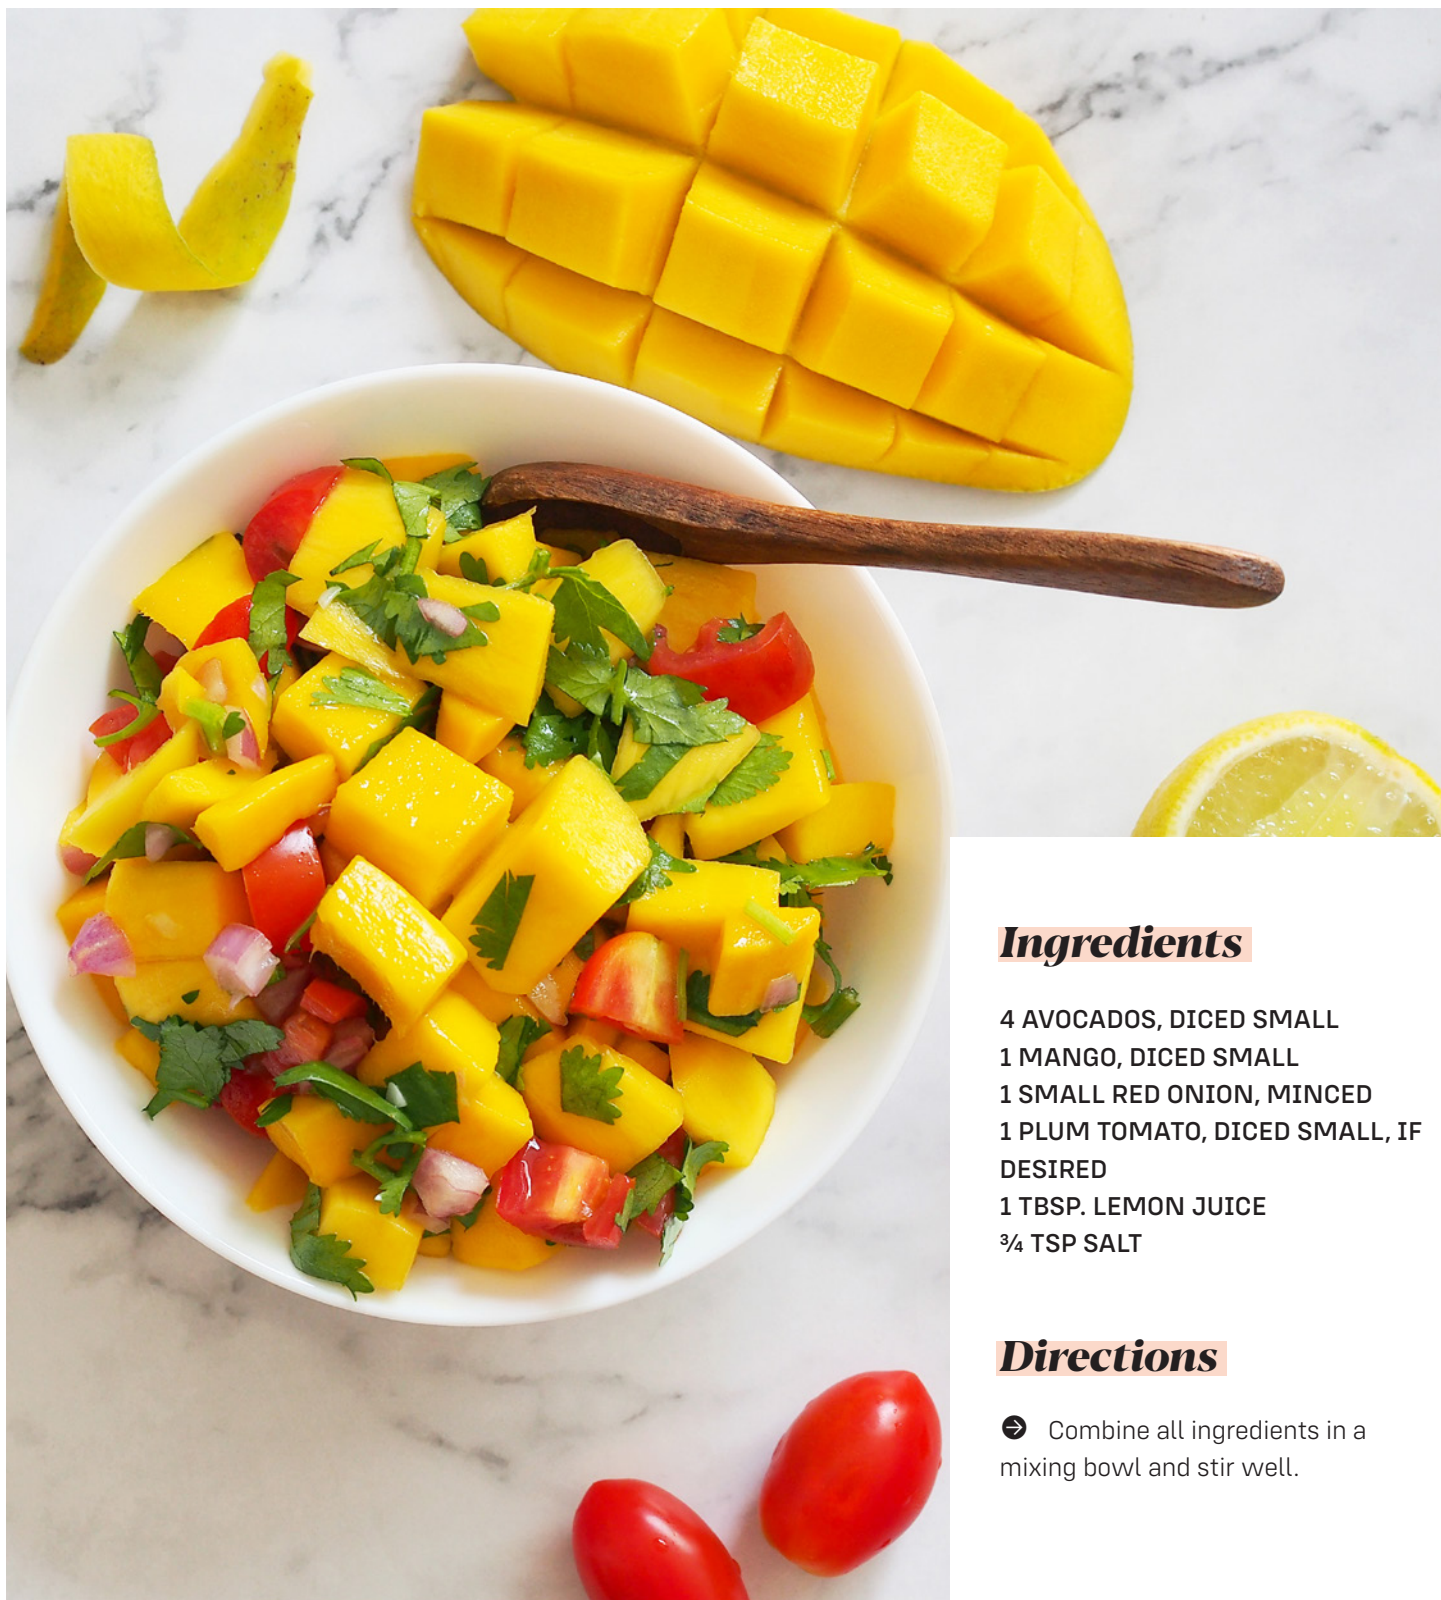 Ingredients
4 AVOCADOS, DICED SMALL
1 MANGO, DICED SMALL
1 SMALL RED ONION, MINCED
1 PLUM TOMATO, DICED SMALL, IF
DESIRED
1 TBSP. LEMON JUICE
¾ TSP SALT
Directions
Combine all ingredients in a
mixing bowl and stir well.